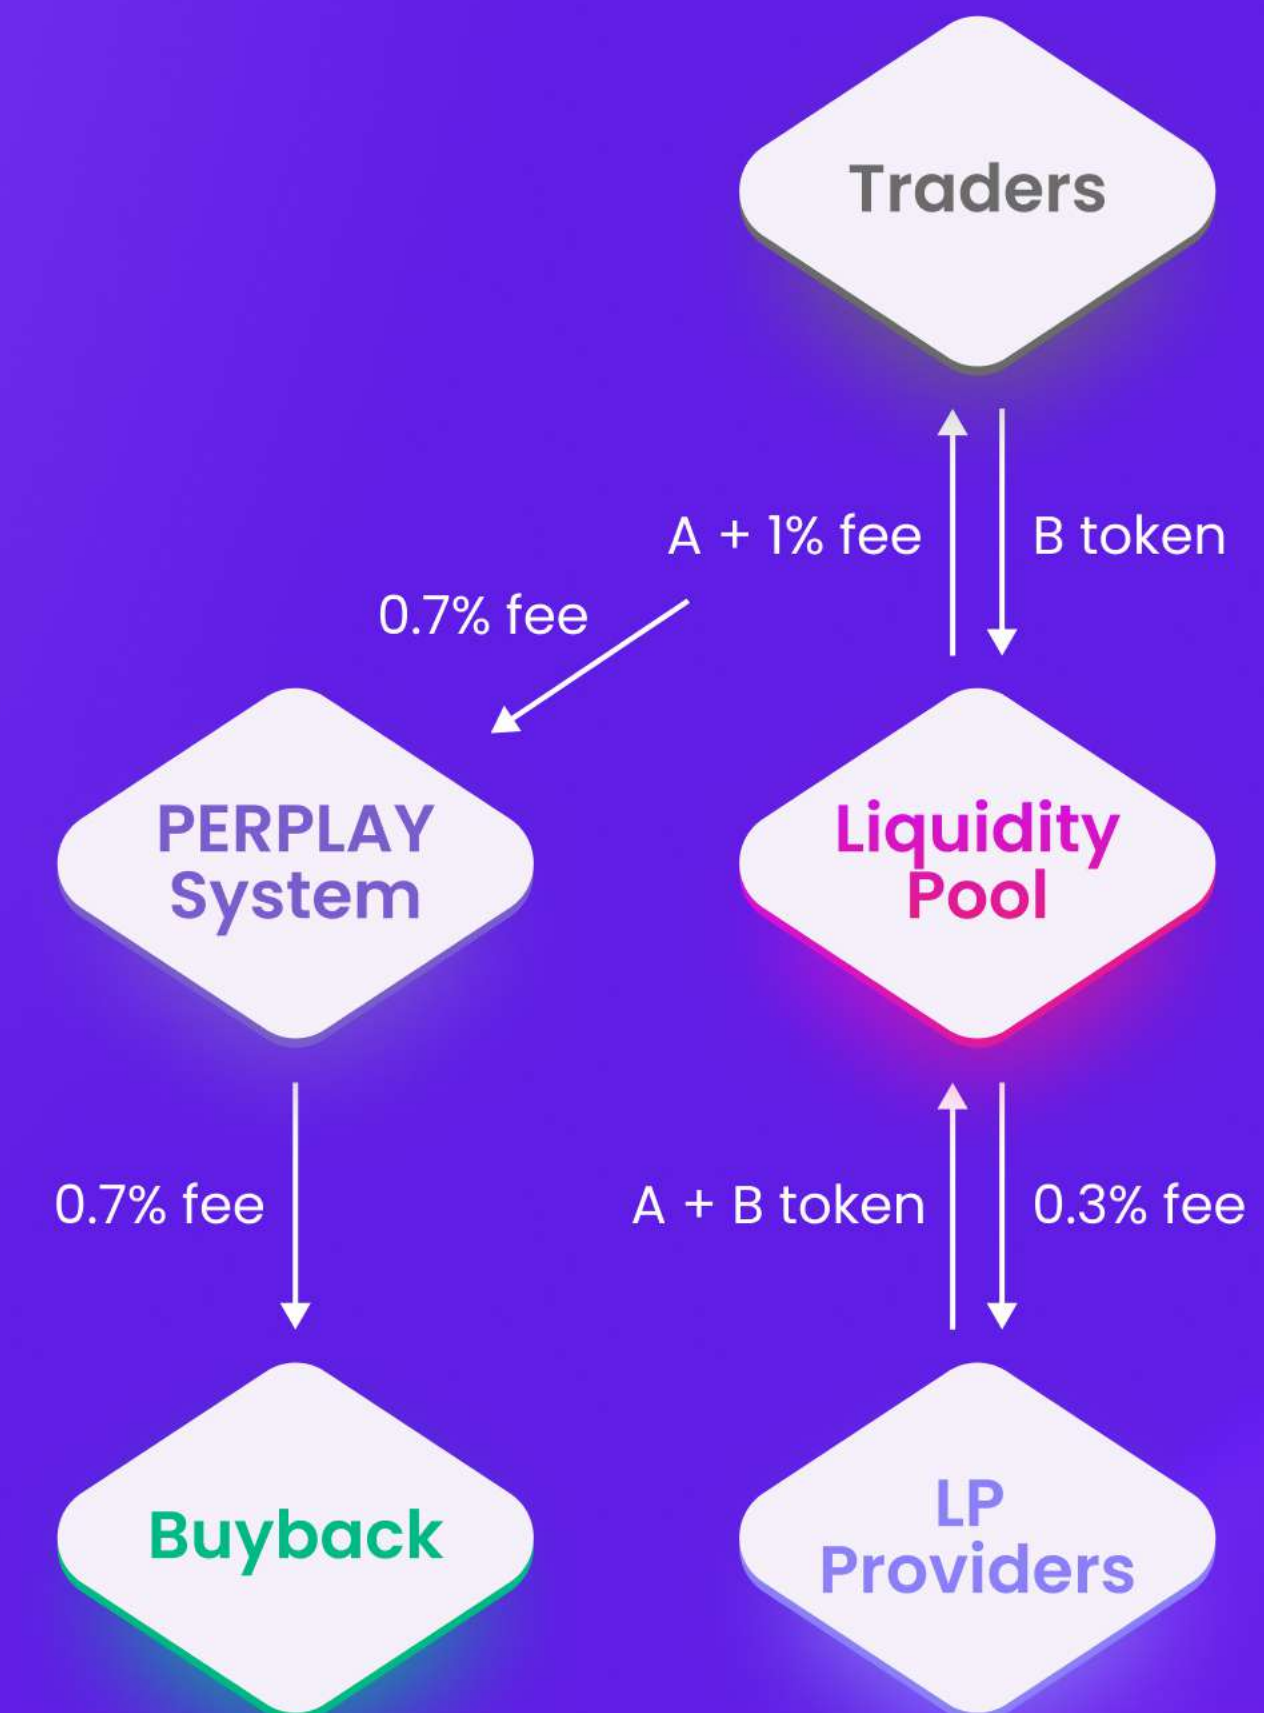 Traders
A + 1% fee
B token
0.7% fee
PERPLAY
System
Liquidity
Pool
0.7% fee
A + B token
0.3% fee
Buyback
LP
Providers